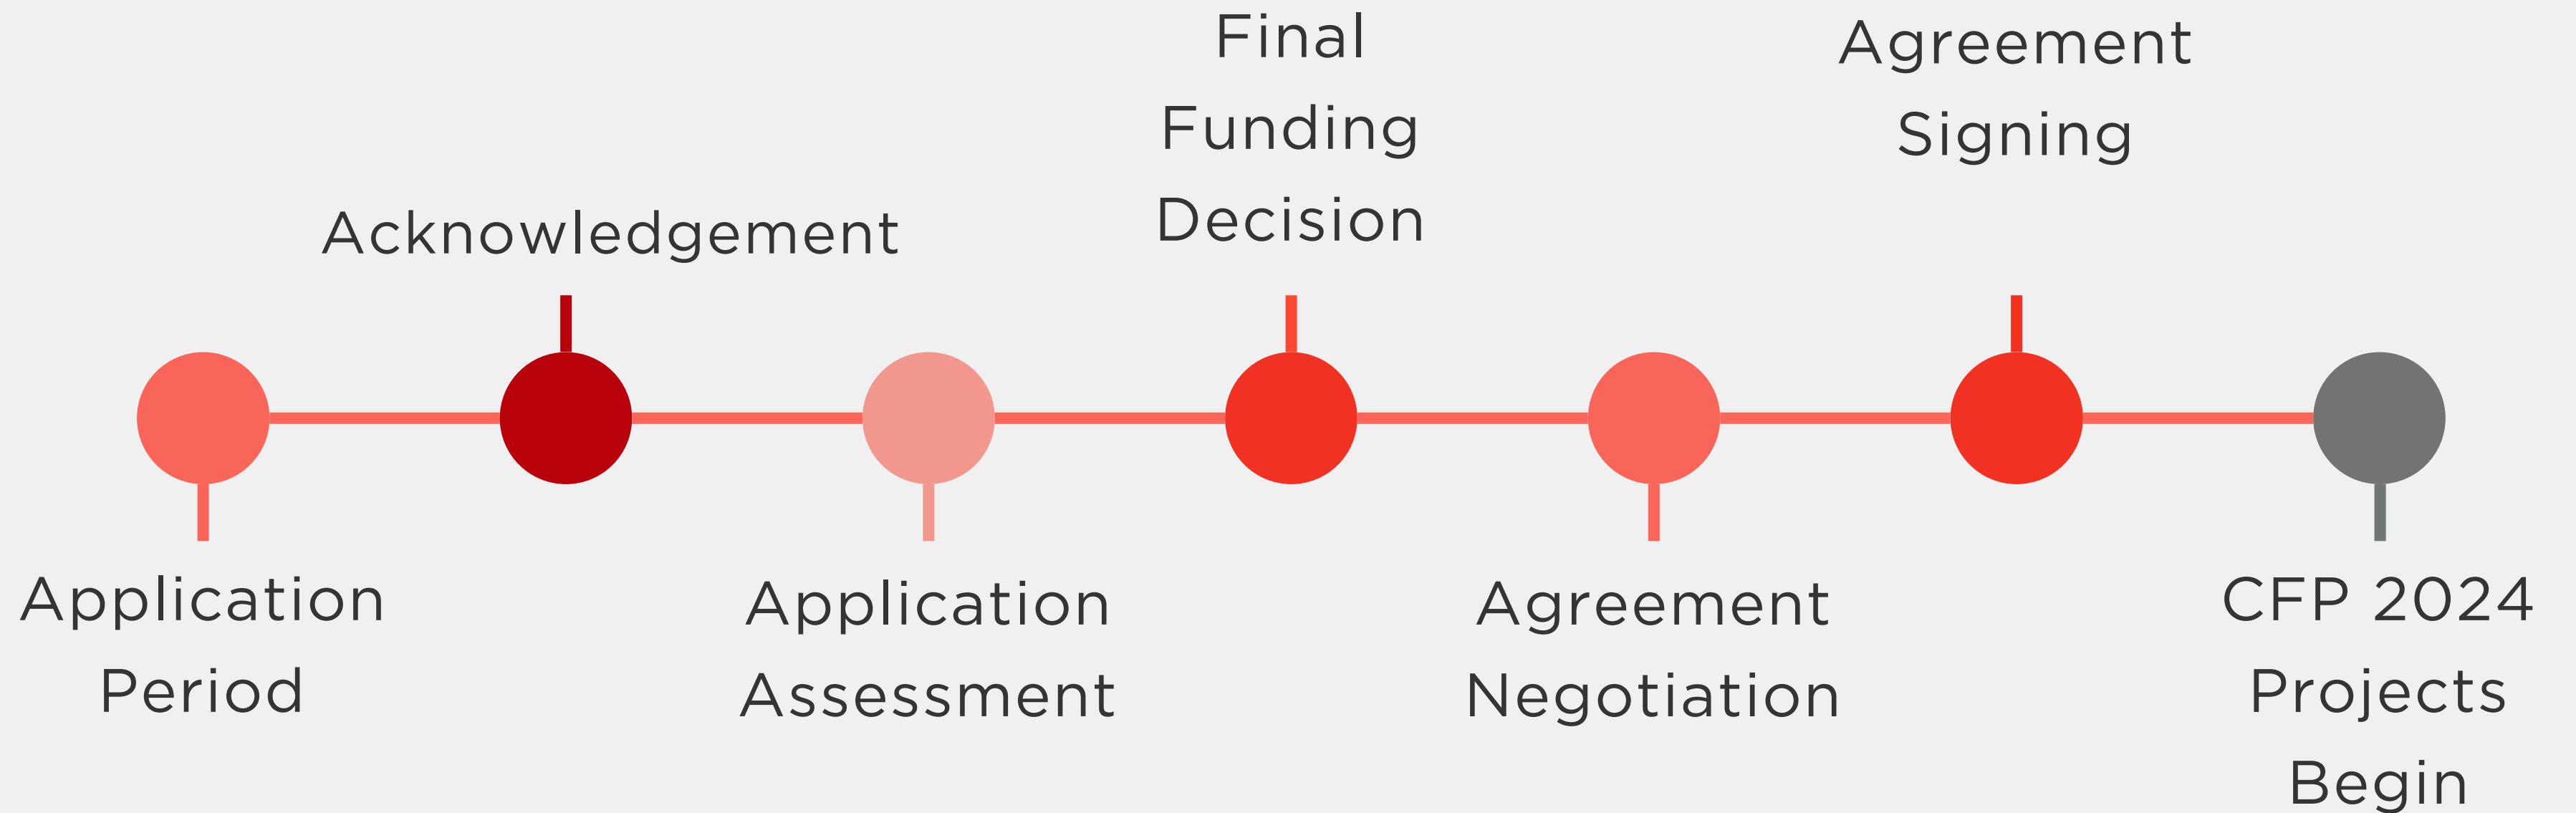 Application
Period
Acknowledgement
Application
Assessment
Final
Funding
Decision
Agreement
Negotiation
Agreement
Signing
CFP 2024
Projects
Begin